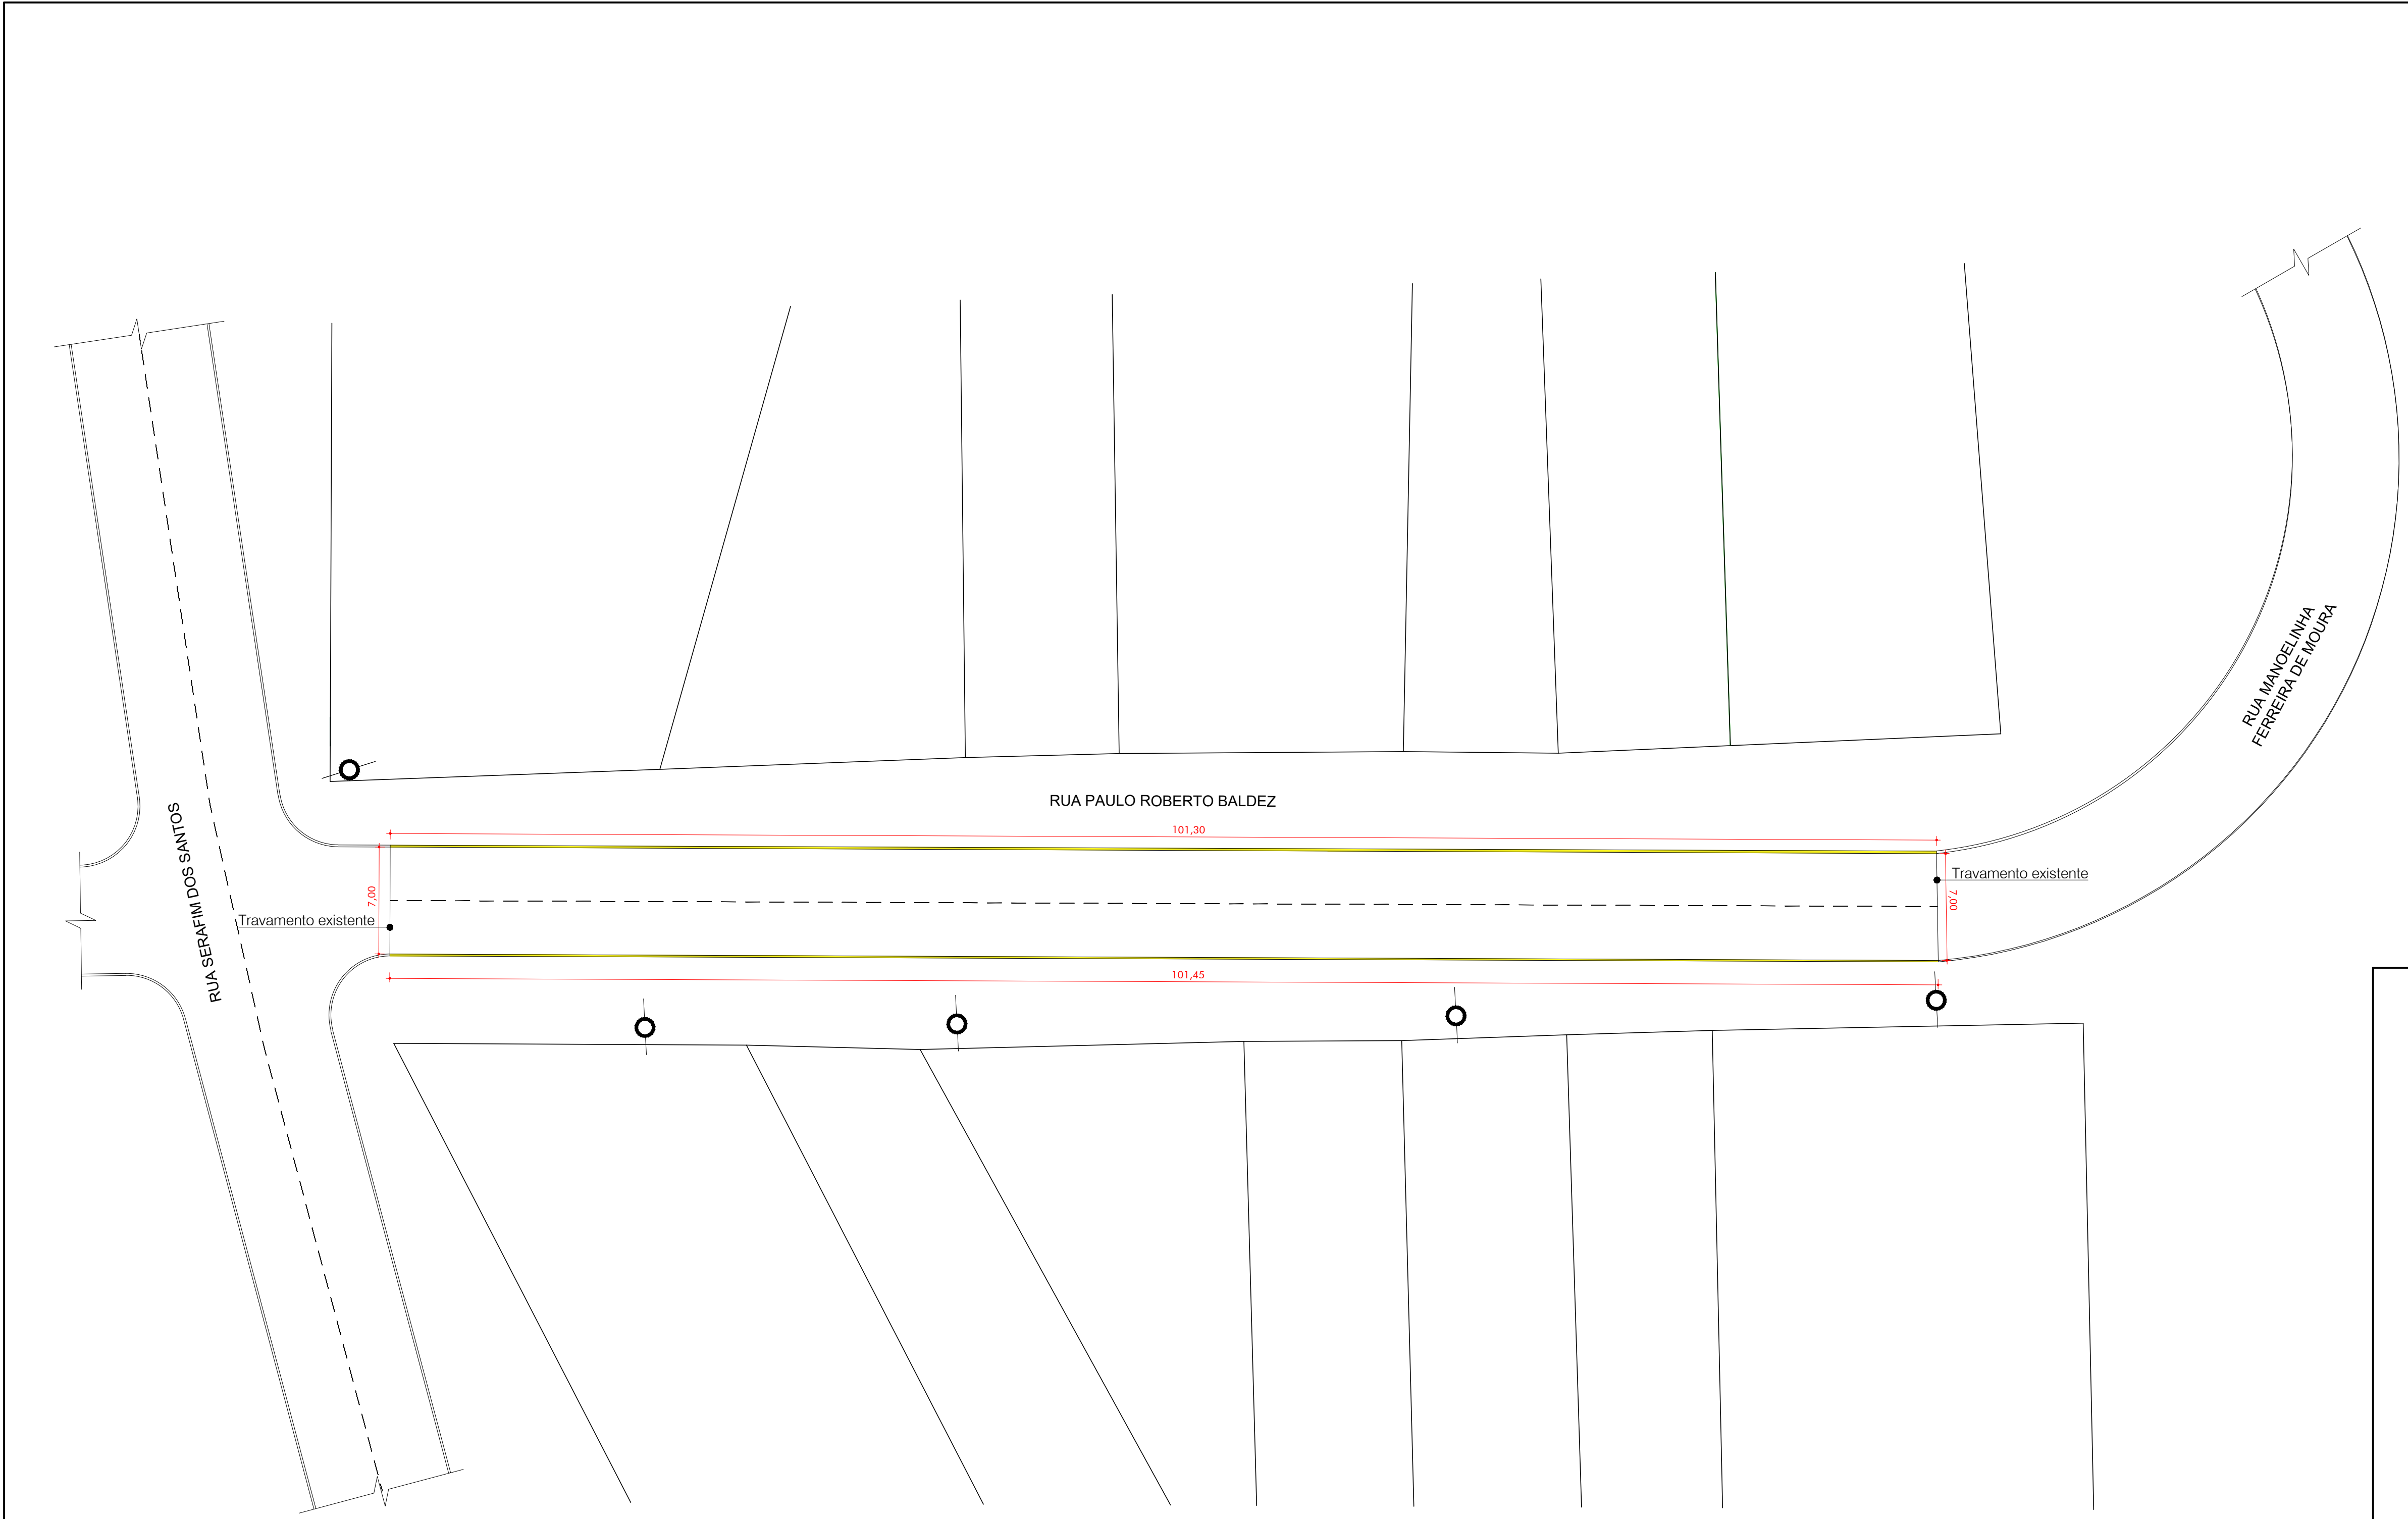 RUA PAULO ROBERTO BALDEZ
101,30
7,00
Travamento existente
Travamento existente
7,00
101,45
RUA SERAFIM DOS SANTOS
RUA MANOELINHA
FERREIRA DE MOURA